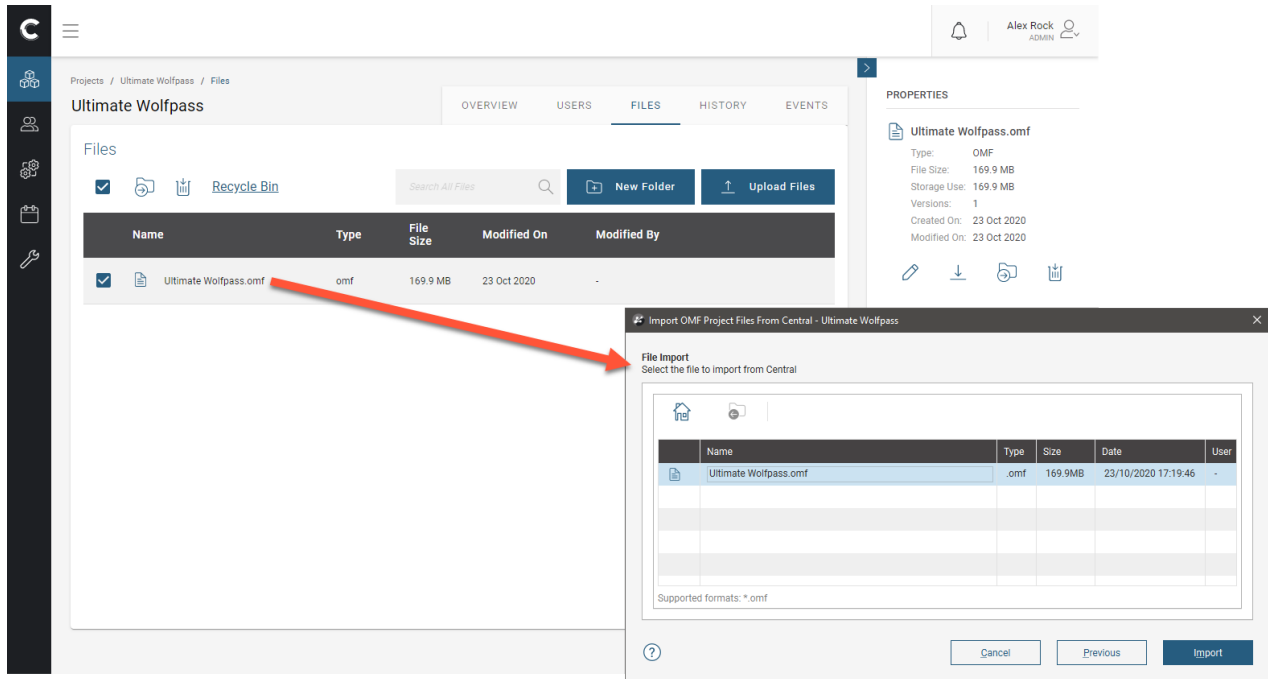 C
Alex Rock
ADMIN
Projects / Ultimate Wolfpass / Files
Ultimate Wolfpass
OVERVIEW USERS FILES HISTORY EVENTS
Files
Recycle Bin
Search All Files
New Folder
Upload Files
Name Type File Size Modified On Modified By
Ultimate Wolfpass.omf omf 169.9 MB 23 Oct 2020 -
PROPERTIES
Ultimate Wolfpass.omf
Type: OMF
File Size: 169.9 MB
Storage Use: 169.9 MB
Versions: 1
Created On: 23 Oct 2020
Modified On: 23 Oct 2020
Import OMF Project Files From Central - Ultimate Wolfpass
File Import
Select the file to import from Central
Name Type Size Date User
Ultimate Wolfpass.omf .omf 169.9MB 23/10/2020 17:19:46 -
Supported formats: *.omf
? Cancel Previous Import